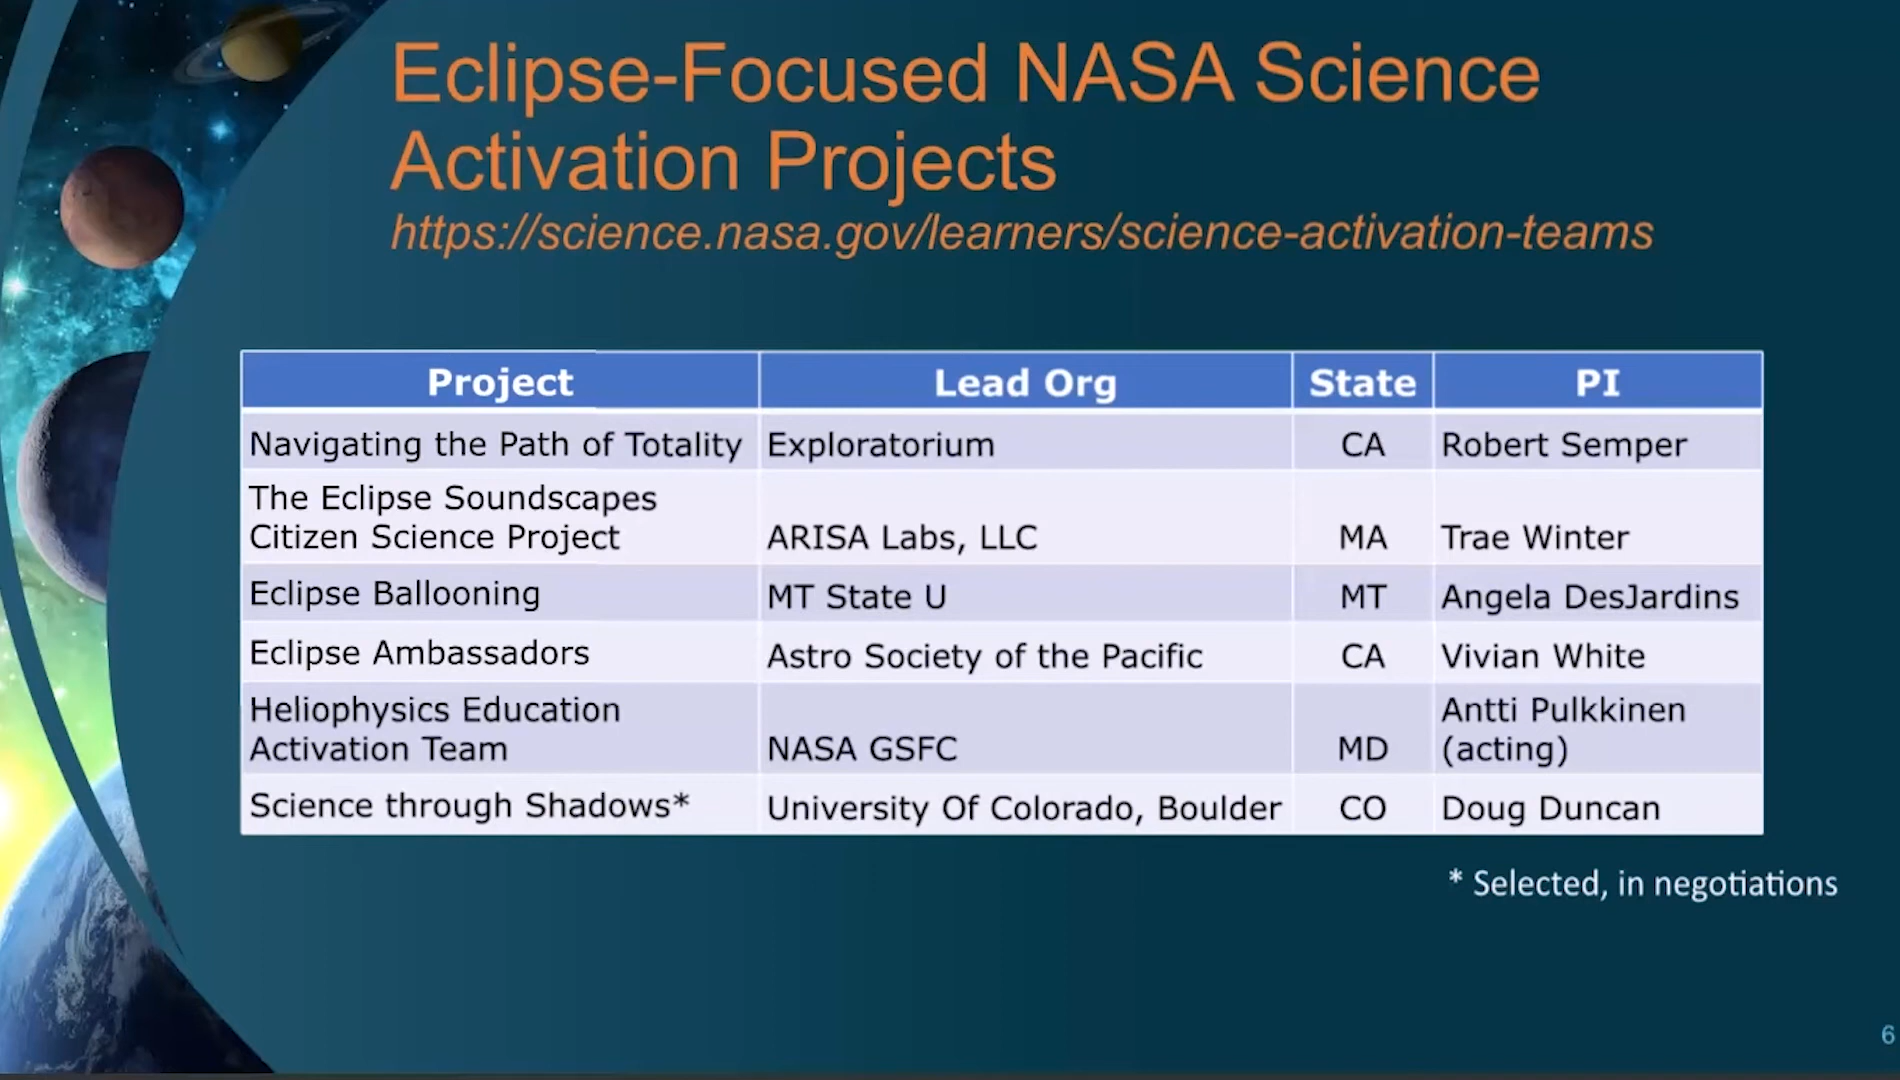 Eclipse-Focused NASA Science
Activation Projects
https://science.nasa.gov/learners/science-activation-teams
Project Lead Org State PI
Navigating the Path of Totality Exploratorium CA Robert Semper
The Eclipse Soundscapes
Citizen Science Project ARISA Labs, LLC MA Trae Winter
Eclipse Ballooning MT State U MT Angela DesJardins
Eclipse Ambassadors Astro Society of the Pacific CA Vivian White
Heliophysics Education Antti Pulkkinen
Activation Team NASA GSFC MD (acting)
Science through Shadows* University Of Colorado, Boulder CO Doug Duncan
* Selected, in negotiations
6